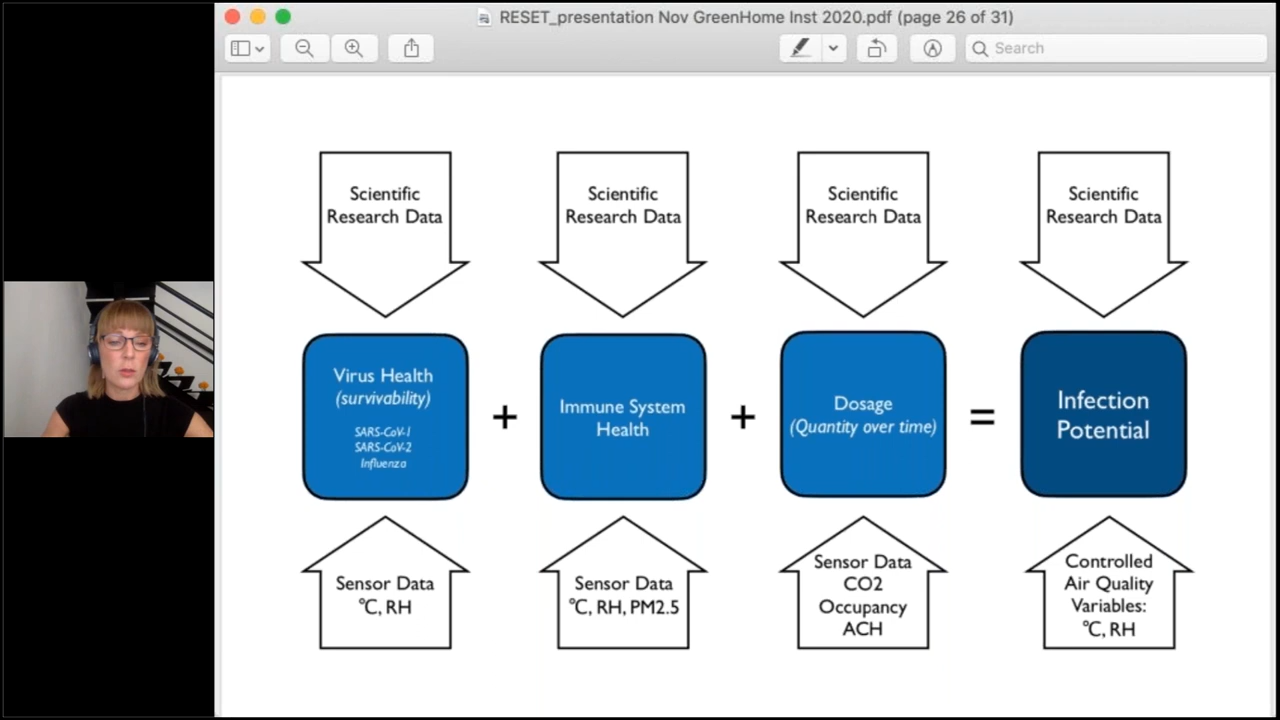 RESET_presentation Nov GreenHome Inst 2020.pdf (page 26 of 31)
Search
Scientific
Research Data
Scientific
Research Data
Scientific
Research Data
Scientific
Research Data
Virus Health
(survivability)
SARS-CoV-1
SARS-CoV-2
Influenza
+
Immune System
Health
+
Dosage
(Quantity over time)
=
Infection
Potential
Sensor Data
°C, RH
Sensor Data
°C, RH, PM2.5
Sensor Data
CO2
Occupancy
ACH
Controlled
Air Quality
Variables:
°C, RH